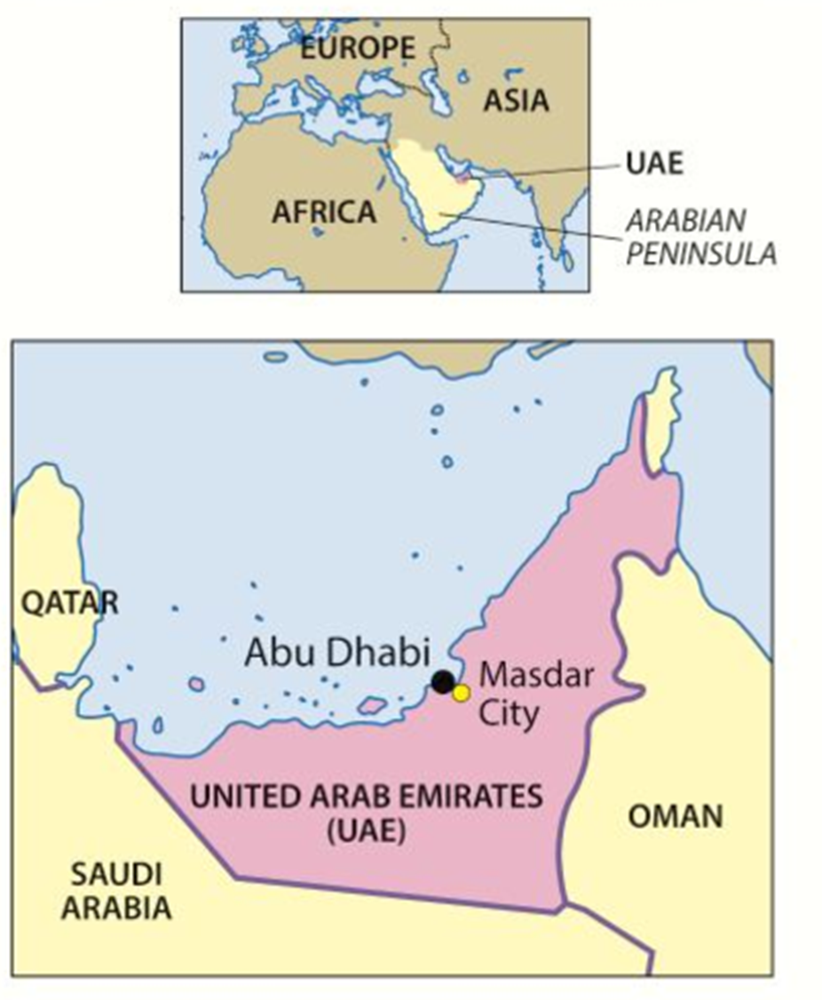 EUROPE
ASIA
UAE
AFRICA
ARABIAN
PENINSULA
QATAR
Abu Dhabi
Masdar
City
UNITED ARAB EMIRATES
(UAE)
OMAN
SAUDI
ARABIA